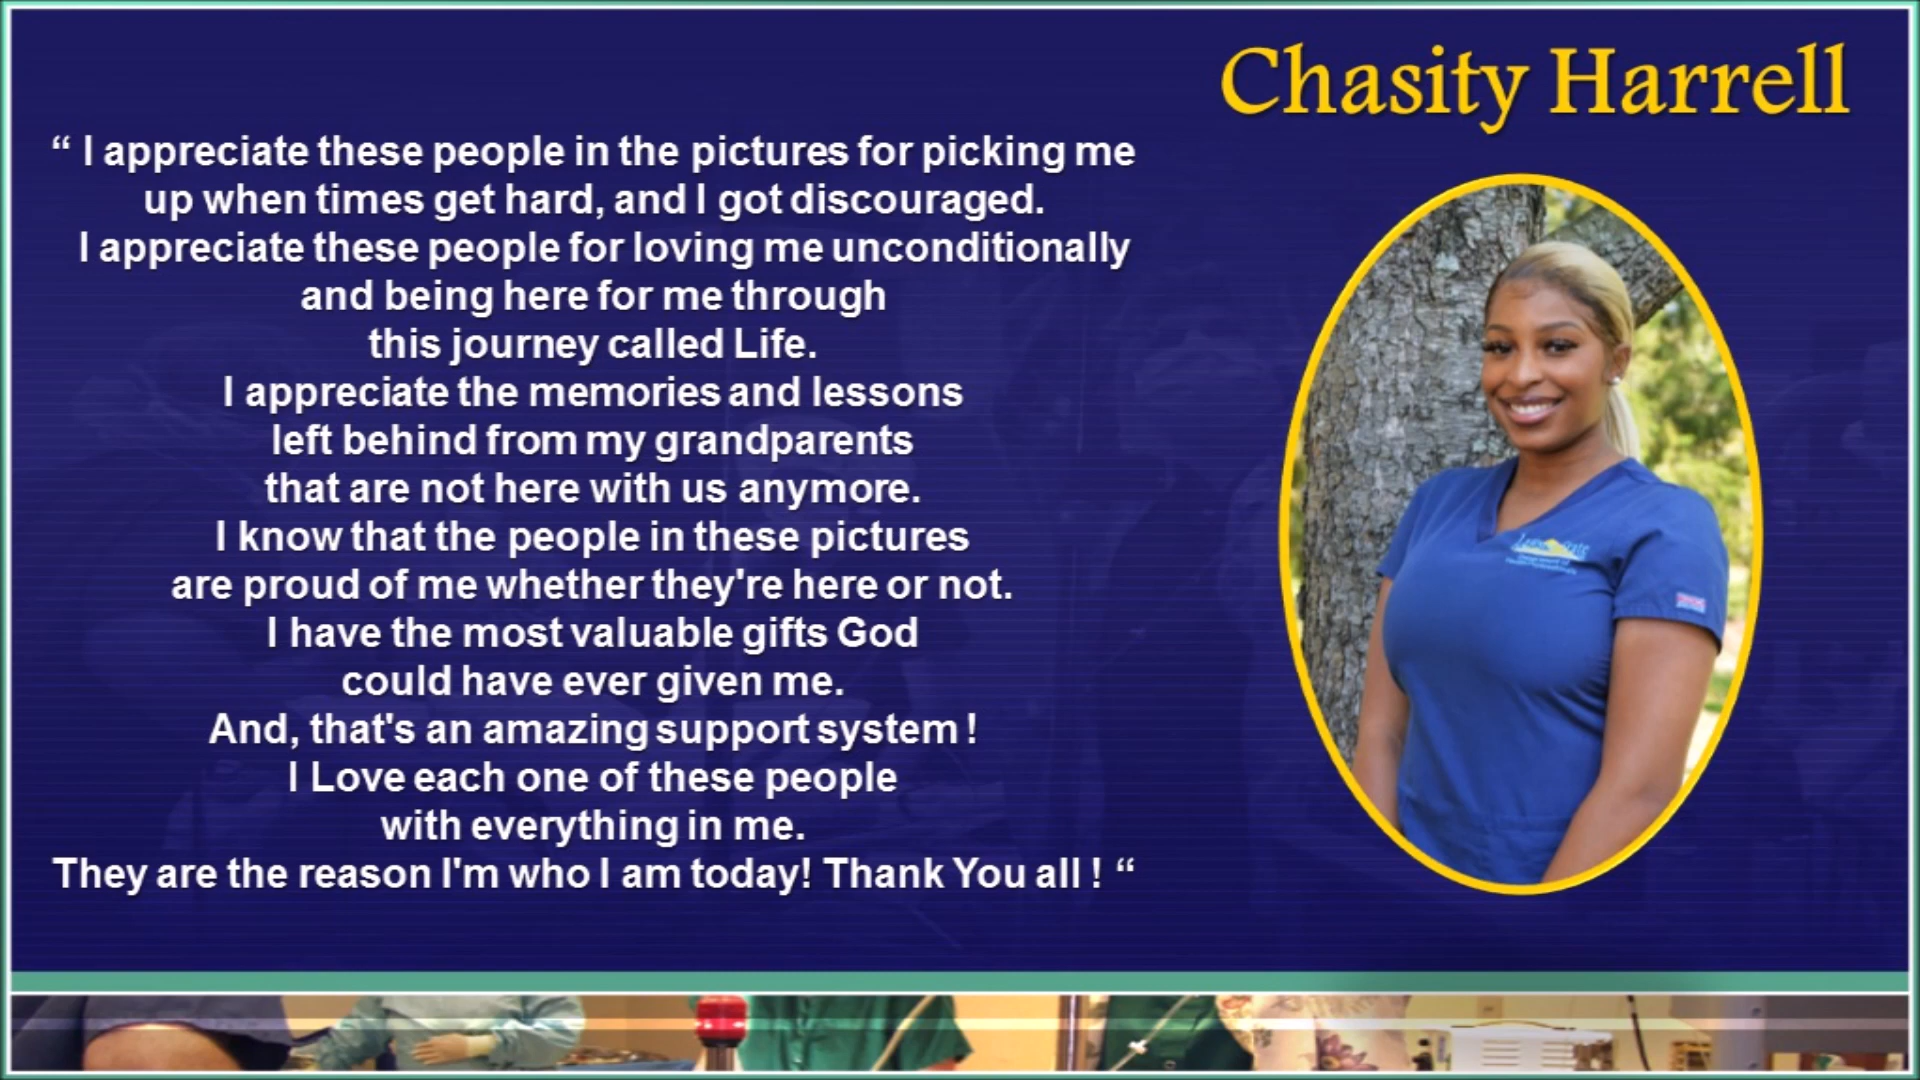 Chasity Harrell
“ I appreciate these people in the pictures for picking me
up when times get hard, and I got discouraged.
I appreciate these people for loving me unconditionally
and being here for me through
this journey called Life.
I appreciate the memories and lessons
left behind from my grandparents
that are not here with us anymore.
I know that the people in these pictures
are proud of me whether they're here or not.
I have the most valuable gifts God
could have ever given me.
And, that's an amazing support system !
I Love each one of these people
with everything in me.
They are the reason I'm who I am today! Thank You all ! “